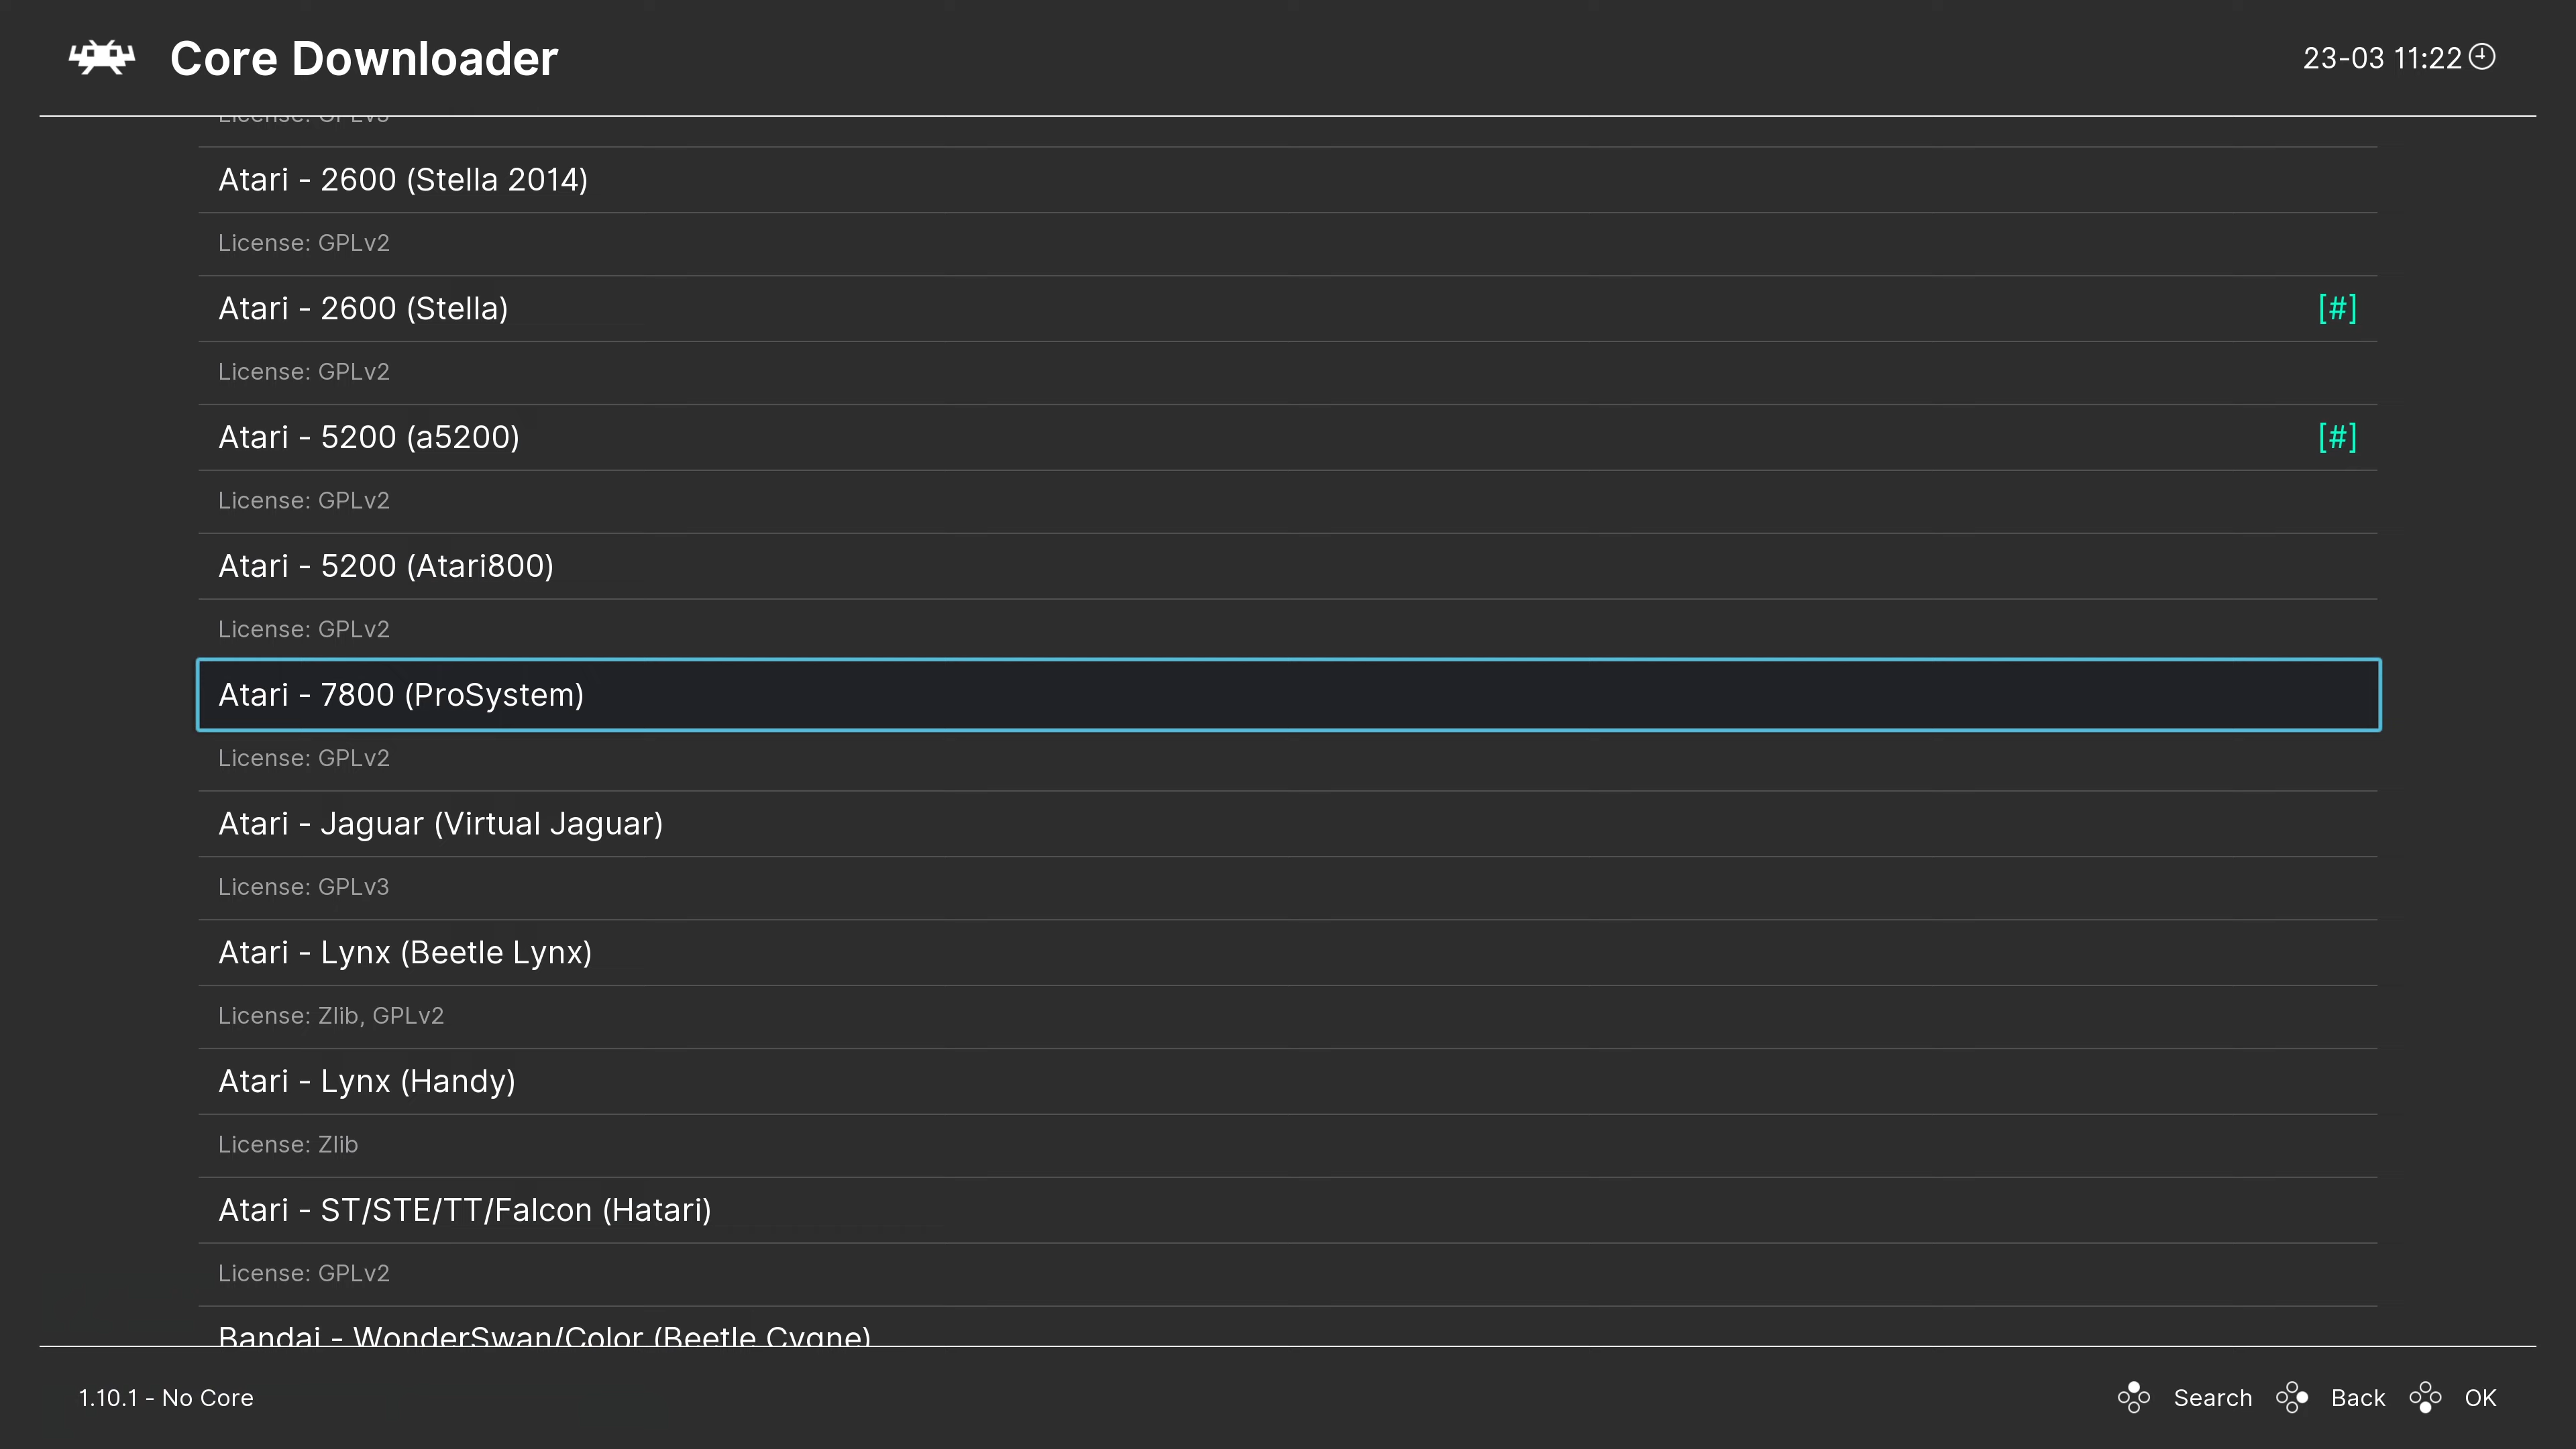 Core Downloader
23-03 11:22
License: GPLv3
Atari - 2600 (Stella 2014)
License: GPLv2
Atari - 2600 (Stella) [#]
License: GPLv2
Atari - 5200 (a5200) [#]
License: GPLv2
Atari - 5200 (Atari800)
License: GPLv2
Atari - 7800 (ProSystem)
License: GPLv2
Atari - Jaguar (Virtual Jaguar)
License: GPLv3
Atari - Lynx (Beetle Lynx)
License: Zlib, GPLv2
Atari - Lynx (Handy)
License: Zlib
Atari - ST/STE/TT/Falcon (Hatari)
License: GPLv2
Bandai - WonderSwan/Color (Beetle Cygne)
1.10.1 - No Core
Search Back OK